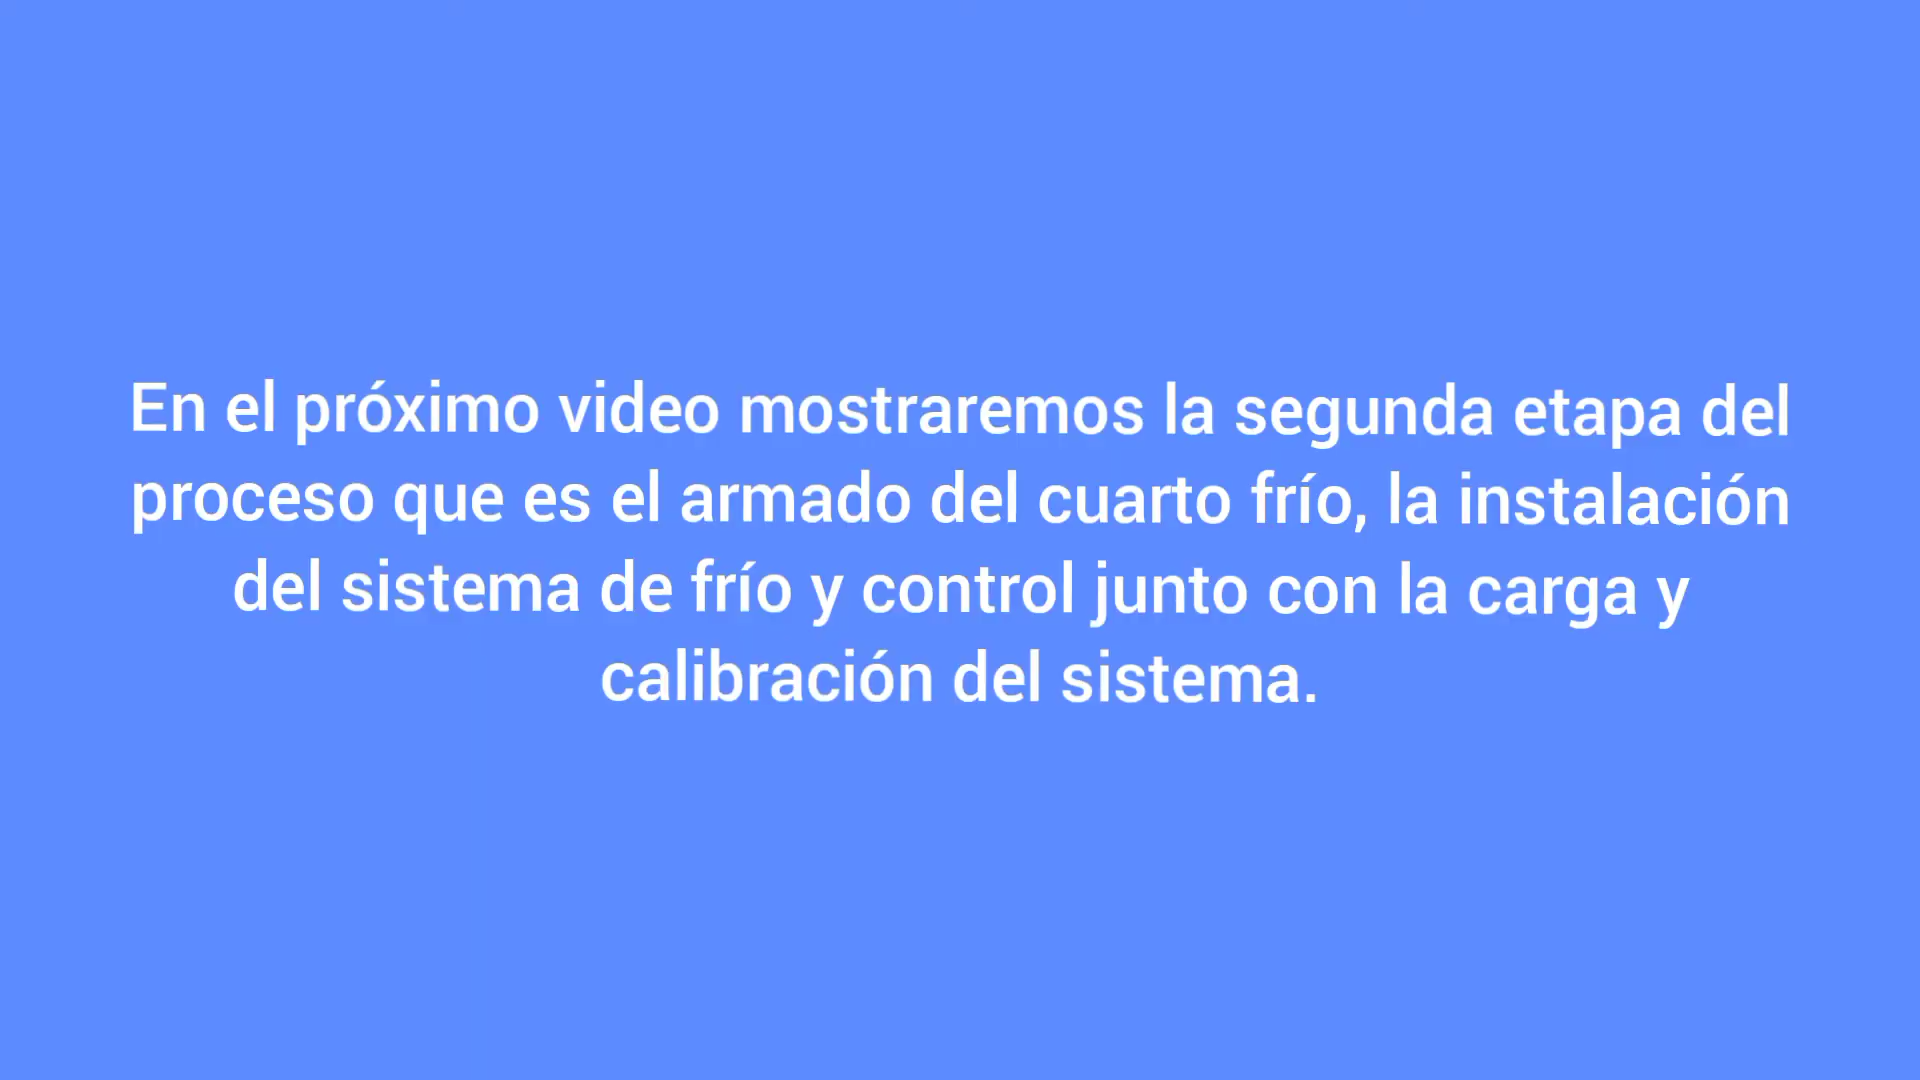 En el próximo video mostraremos la segunda etapa del
proceso que es el armado del cuarto frío, la instalación
del sistema de frío y control junto con la carga y
calibración del sistema.